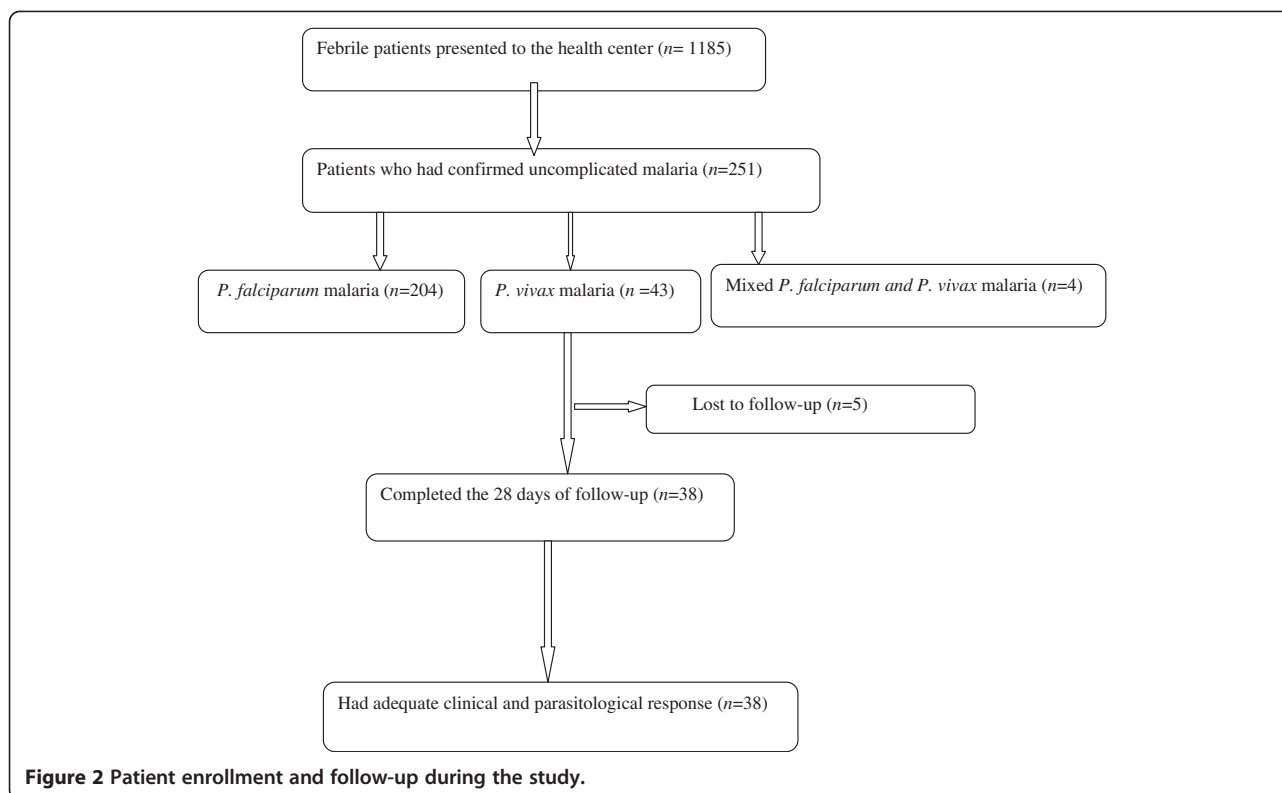 Febrile patients presented to the health center (n= 1185)
Patients who had confirmed uncomplicated malaria (n=251)
P. falciparum malaria (n=204)
P. vivax malaria (n =43)
Mixed P. falciparum and P. vivax malaria (n=4)
Lost to follow-up (n=5)
Completed the 28 days of follow-up (n=38)
Had adequate clinical and parasitological response (n=38)
Figure 2 Patient enrollment and follow-up during the study.